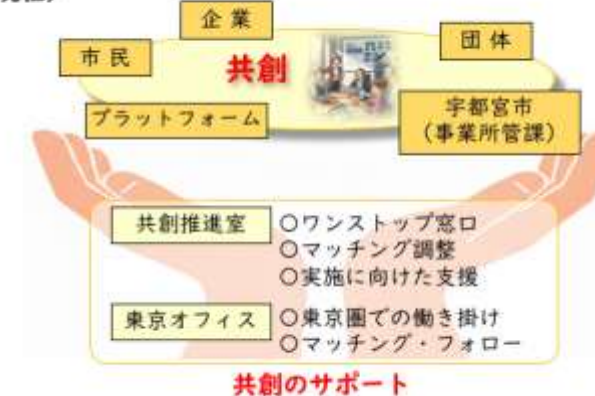 企業
市民
団体
共創
プラットフォーム
宇都宮市
（事業所管課）
共創推進室
○ワンストップ窓口
○マッチング調整
○実施に向けた支援
東京オフィス
○東京圏での働き掛け
○マッチング・フォロー
共創のサポート